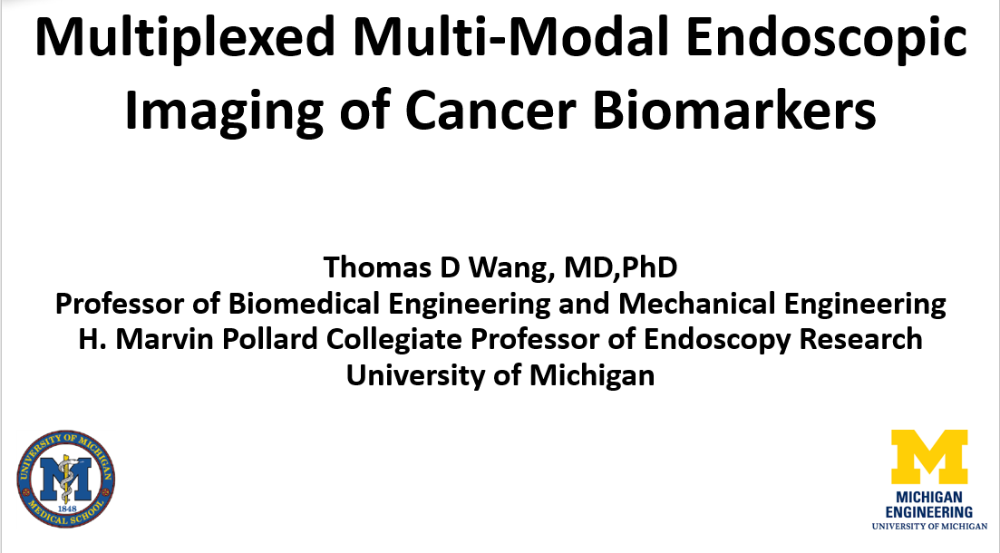 Multiplexed Multi-Modal Endoscopic
Imaging of Cancer Biomarkers
Thomas D Wang, MD,PhD
Professor of Biomedical Engineering and Mechanical Engineering
H. Marvin Pollard Collegiate Professor of Endoscopy Research
University of Michigan
UNIVERSITY OF MICHIGAN
M
1848
MEDICAL SCHOOL
M
MICHIGAN
ENGINEERING
UNIVERSITY OF MICHIGAN